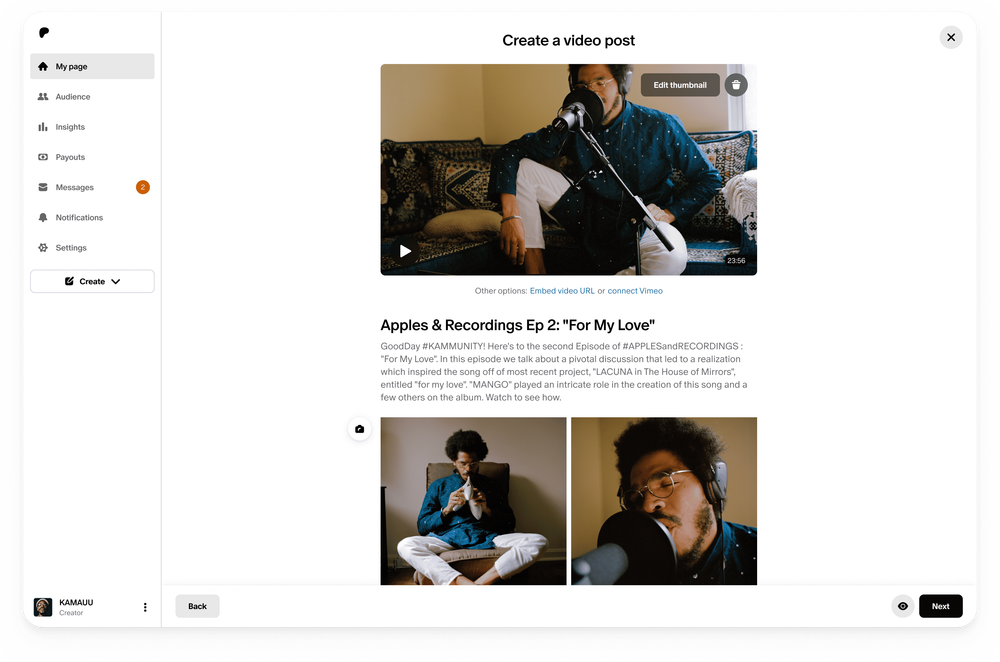 Create a video post
My page
Audience
Insights
Payouts
Messages
2
Notifications
Settings
Create
KAMAUU
Creator
Edit thumbnail
23:56
Other options: Embed video URL or connect Vimeo
Apples & Recordings Ep 2: "For My Love"
GoodDay #KAMMUNITY! Here's to the second Episode of #APPLESandRECORDINGS :
"For My Love". In this episode we talk about a pivotal discussion that led to a realization
which inspired the song off of most recent project, "LACUNA in The House of Mirrors",
entitled "for my love". "MANGO" played an intricate role in the creation of this song and a
few others on the album. Watch to see how.
Back
Next